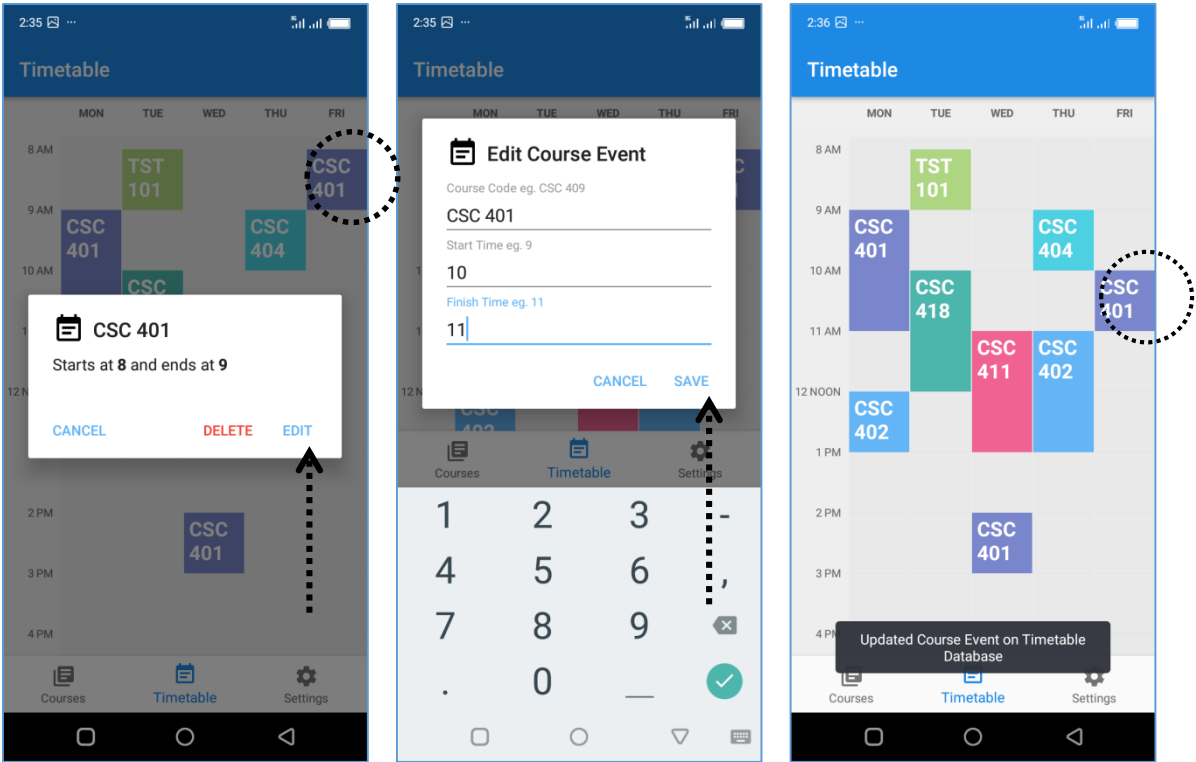 2:35 ...
Timetable
MON TUE WED THU FRI
8 AM
TST
101
CSC
401
9 AM
CSC
401
CSC
404
10 AM
CSC
1
CSC 401
Starts at 8 and ends at 9
12 N
CANCEL DELETE EDIT
2 PM
CSC
401
3 PM
4 PM
Courses Timetable Settings
2:35 ...
Timetable
MON TUE WED THU FRI
Edit Course Event
Course Code eg. CSC 409
CSC 401
Start Time eg. 9
10
Finish Time eg. 11
11
CANCEL SAVE
12 N
CSC
402
Courses Timetable Settings
1 2 3 -
4 5 6 ,
7 8 9
. 0 _
2:36 ...
Timetable
MON TUE WED THU FRI
8 AM
TST
101
9 AM
CSC
401
CSC
404
10 AM
CSC
418
CSC
401
11 AM
CSC
411
CSC
402
12 NOON
CSC
402
1 PM
2 PM
CSC
401
3 PM
4 PM
Updated Course Event on Timetable
Database
Courses Timetable Settings